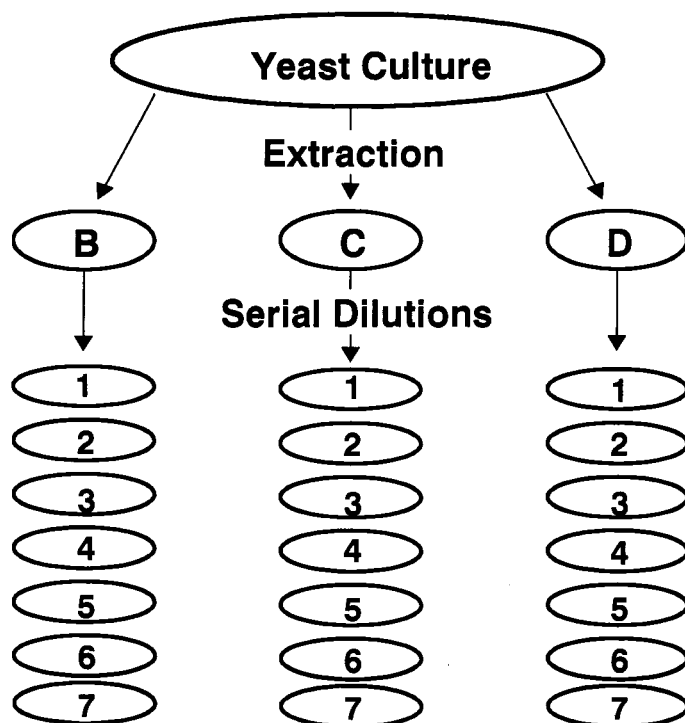 Yeast Culture
Extraction
B C D
Serial Dilutions
1 1 1
2 2 2
3 3 3
4 4 4
5 5 5
6 6 6
7 7 7